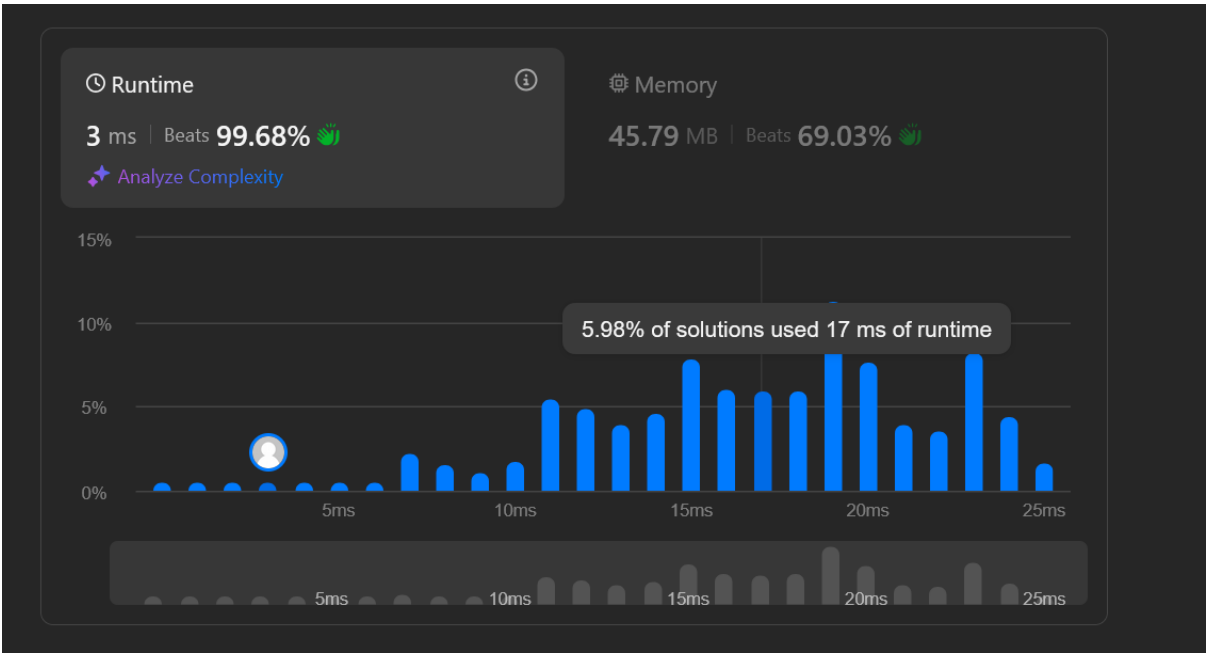 Runtime
3 ms | Beats 99.68%
Analyze Complexity
Memory
45.79 MB | Beats 69.03%
15%
10%
5%
0%
5.98% of solutions used 17 ms of runtime
5ms 10ms 15ms 20ms 25ms
5ms 10ms 15ms 20ms 25ms